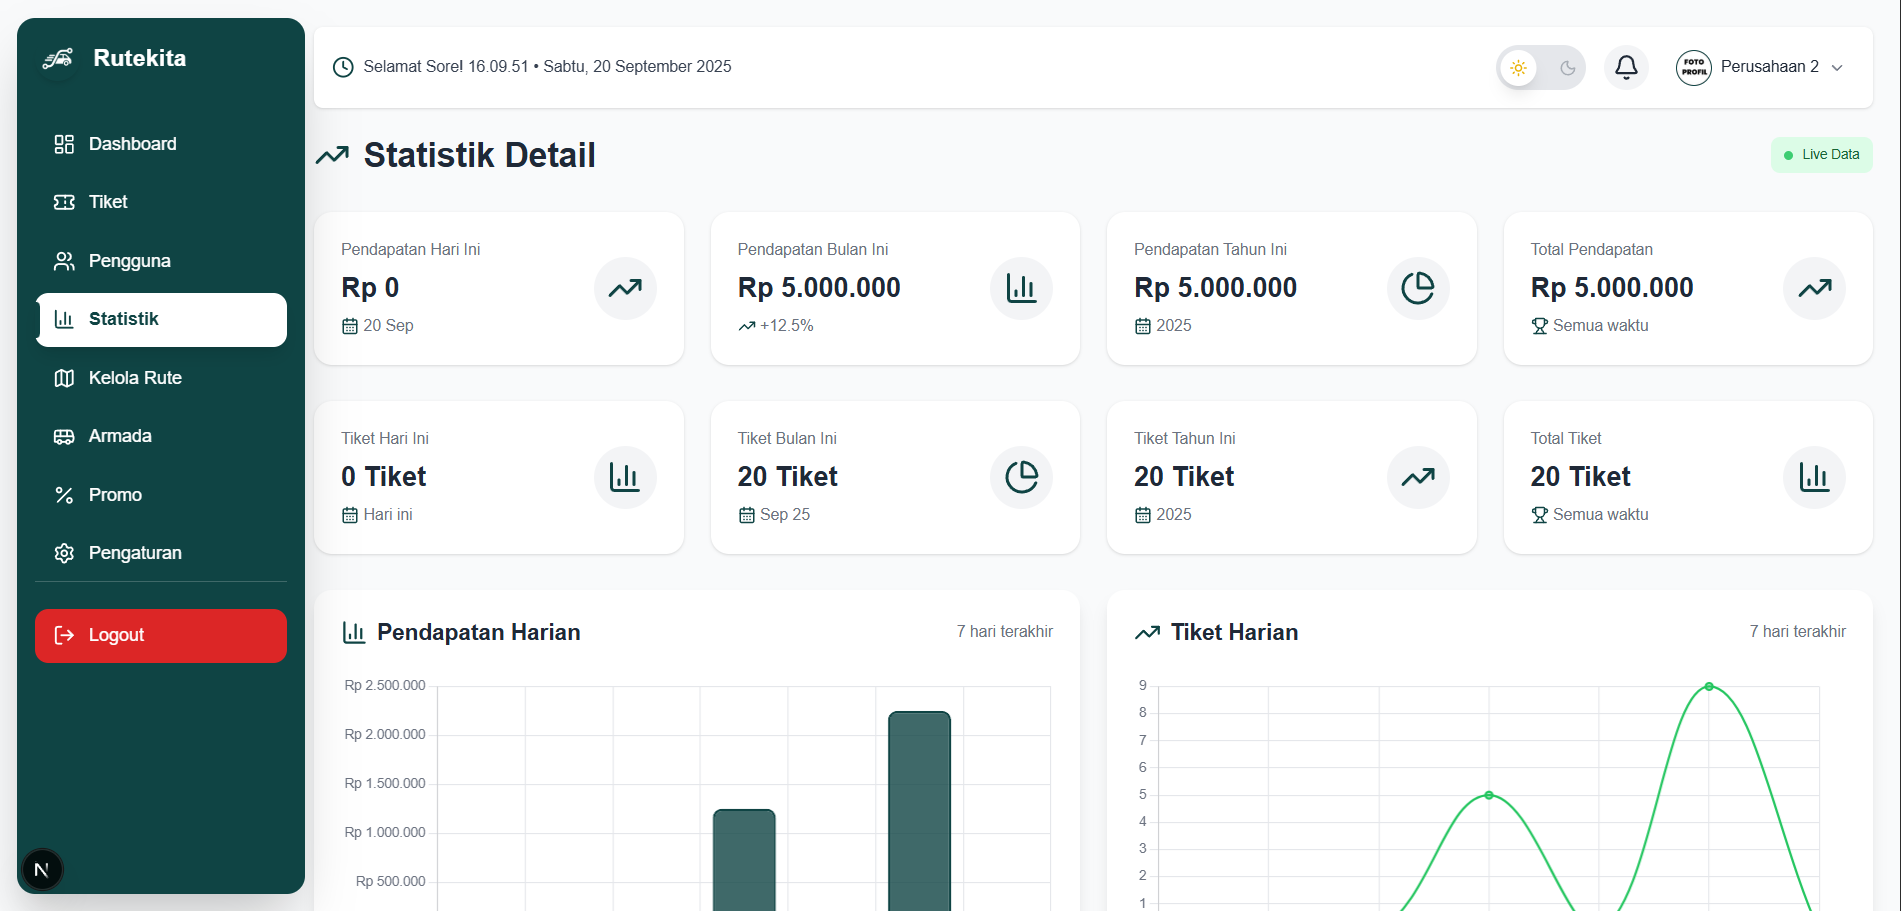 Rutekita
Dashboard
Tiket
Pengguna
Statistik
Kelola Rute
Armada
Promo
Pengaturan
Logout
N
Selamat Sore! 16.09.51 • Sabtu, 20 September 2025
FOTO
PROFIL
Perusahaan 2
Statistik Detail
Live Data
Pendapatan Hari Ini
Rp 0
20 Sep
Pendapatan Bulan Ini
Rp 5.000.000
+12.5%
Pendapatan Tahun Ini
Rp 5.000.000
2025
Total Pendapatan
Rp 5.000.000
Semua waktu
Tiket Hari Ini
0 Tiket
Hari ini
Tiket Bulan Ini
20 Tiket
Sep 25
Tiket Tahun Ini
20 Tiket
2025
Total Tiket
20 Tiket
Semua waktu
Pendapatan Harian
7 hari terakhir
Rp 2.500.000
Rp 2.000.000
Rp 1.500.000
Rp 1.000.000
Rp 500.000
Tiket Harian
7 hari terakhir
9
8
7
6
5
4
3
2
1